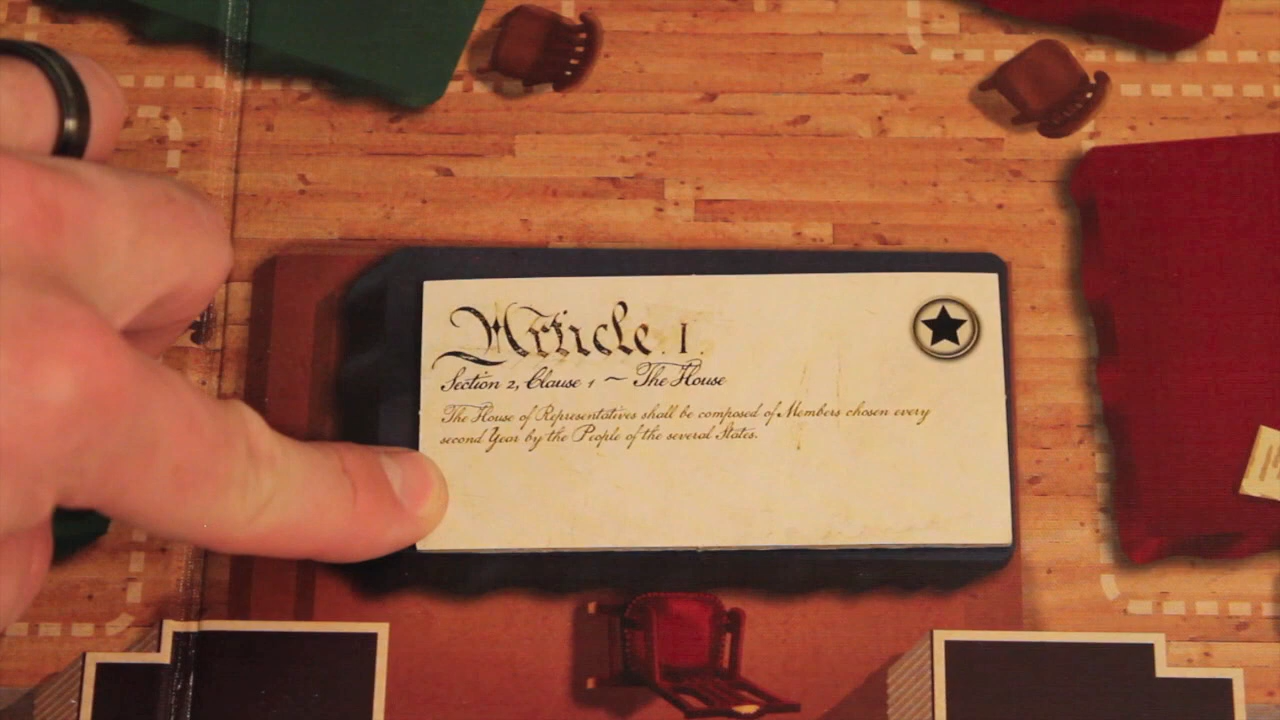 Article. I.
Section 2, Clause 1 ~ The House
The House of Representatives shall be composed of Members chosen every
second Year by the People of the several States.